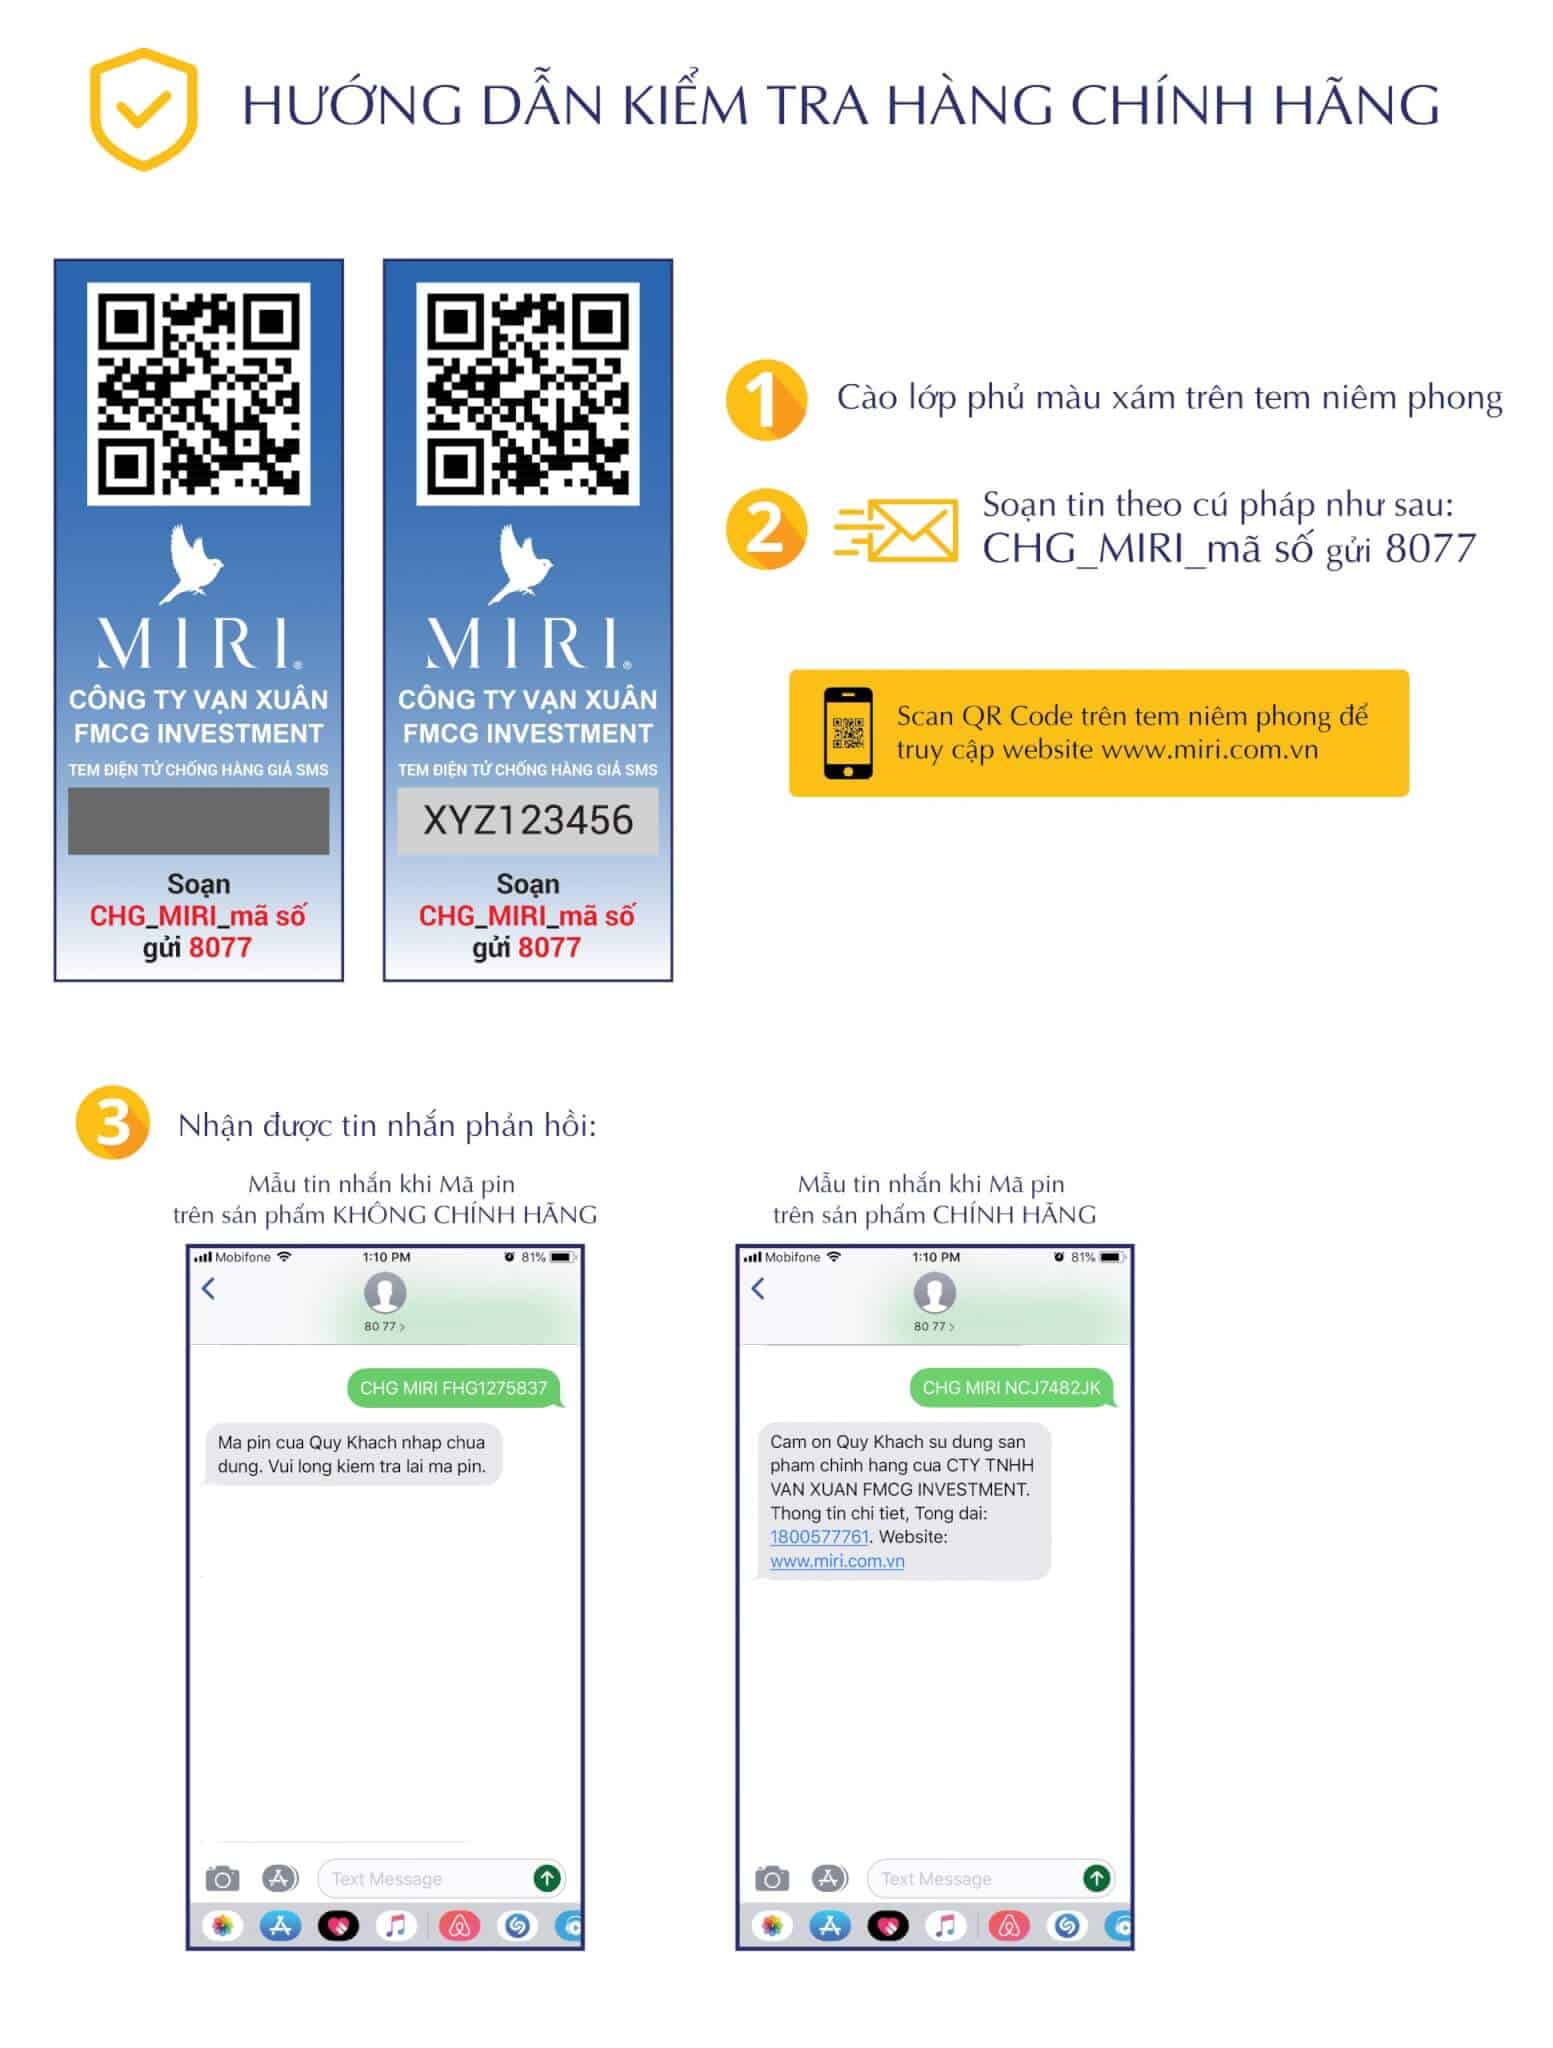 HƯỚNG DẪN KIỂM TRA HÀNG CHÍNH HÃNG
MIRI®
CÔNG TY VẠN XUÂN
FMCG INVESTMENT
TEM ĐIỆN TỬ CHỐNG HÀNG GIẢ SMS
Soạn
CHG_MIRI_mã số
gửi 8077
MIRI®
CÔNG TY VẠN XUÂN
FMCG INVESTMENT
TEM ĐIỆN TỬ CHỐNG HÀNG GIẢ SMS
XYZ123456
Soạn
CHG_MIRI_mã số
gửi 8077
1 Cào lớp phủ màu xám trên tem niêm phong
2 Soạn tin theo cú pháp như sau:
CHG_MIRI_mã số gửi 8077
Scan QR Code trên tem niêm phong để
truy cập website www.miri.com.vn
3 Nhận được tin nhắn phản hồi:
Mẫu tin nhắn khi Mã pin
trên sản phẩm KHÔNG CHÍNH HÃNG
Mobifone 1:10 PM 81%
80 77 >
CHG MIRI FHG1275837
Ma pin cua Quy Khach nhap chua
dung. Vui long kiem tra lai ma pin.
Text Message
Mẫu tin nhắn khi Mã pin
trên sản phẩm CHÍNH HÃNG
Mobifone 1:10 PM 81%
80 77 >
CHG MIRI NCJ7482JK
Cam on Quy Khach su dung san
pham chinh hang cua CTY TNHH
VAN XUAN FMCG INVESTMENT.
Thong tin chi tiet, Tong dai:
1800577761. Website:
www.miri.com.vn
Text Message